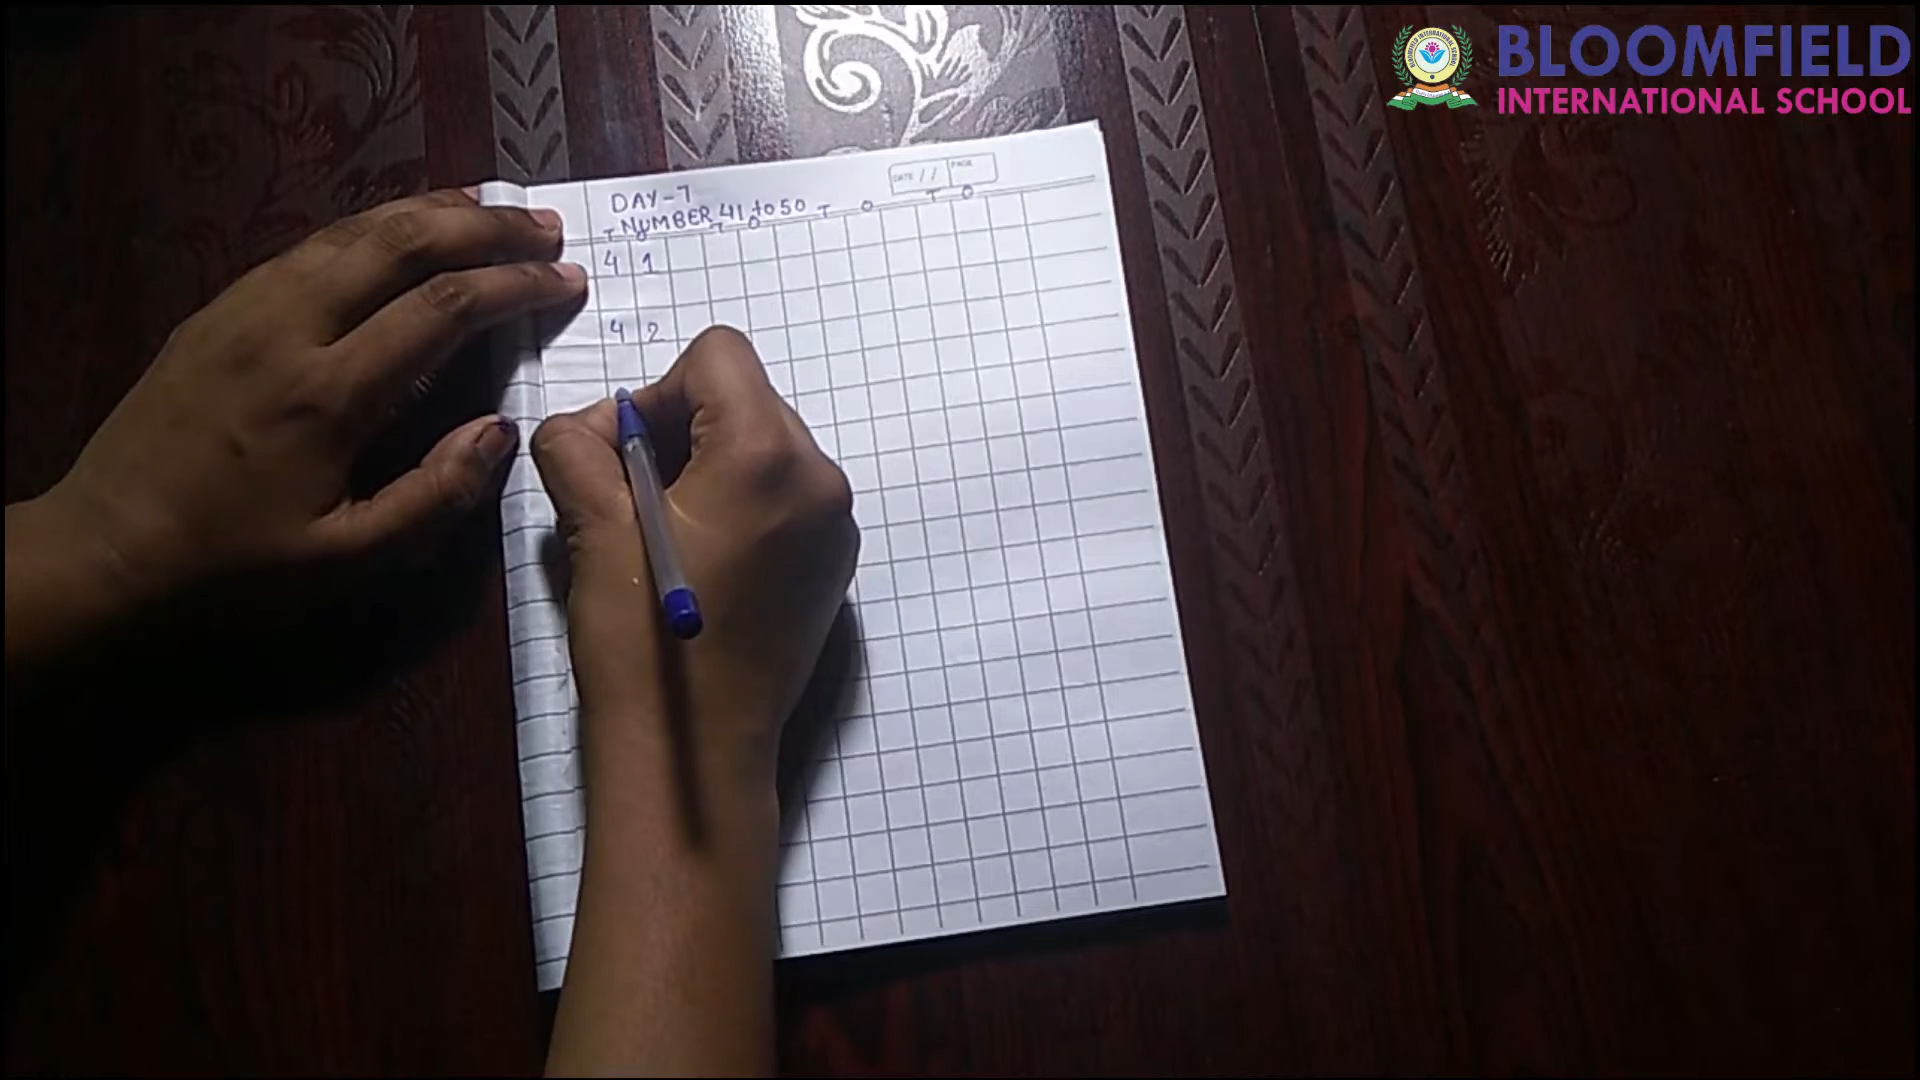 BLOOMFIELD
INTERNATIONAL SCHOOL
DATE / / PAGE
DAY-7
NUMBER 41 to 50
T O T O T O T O
4 1
4 2